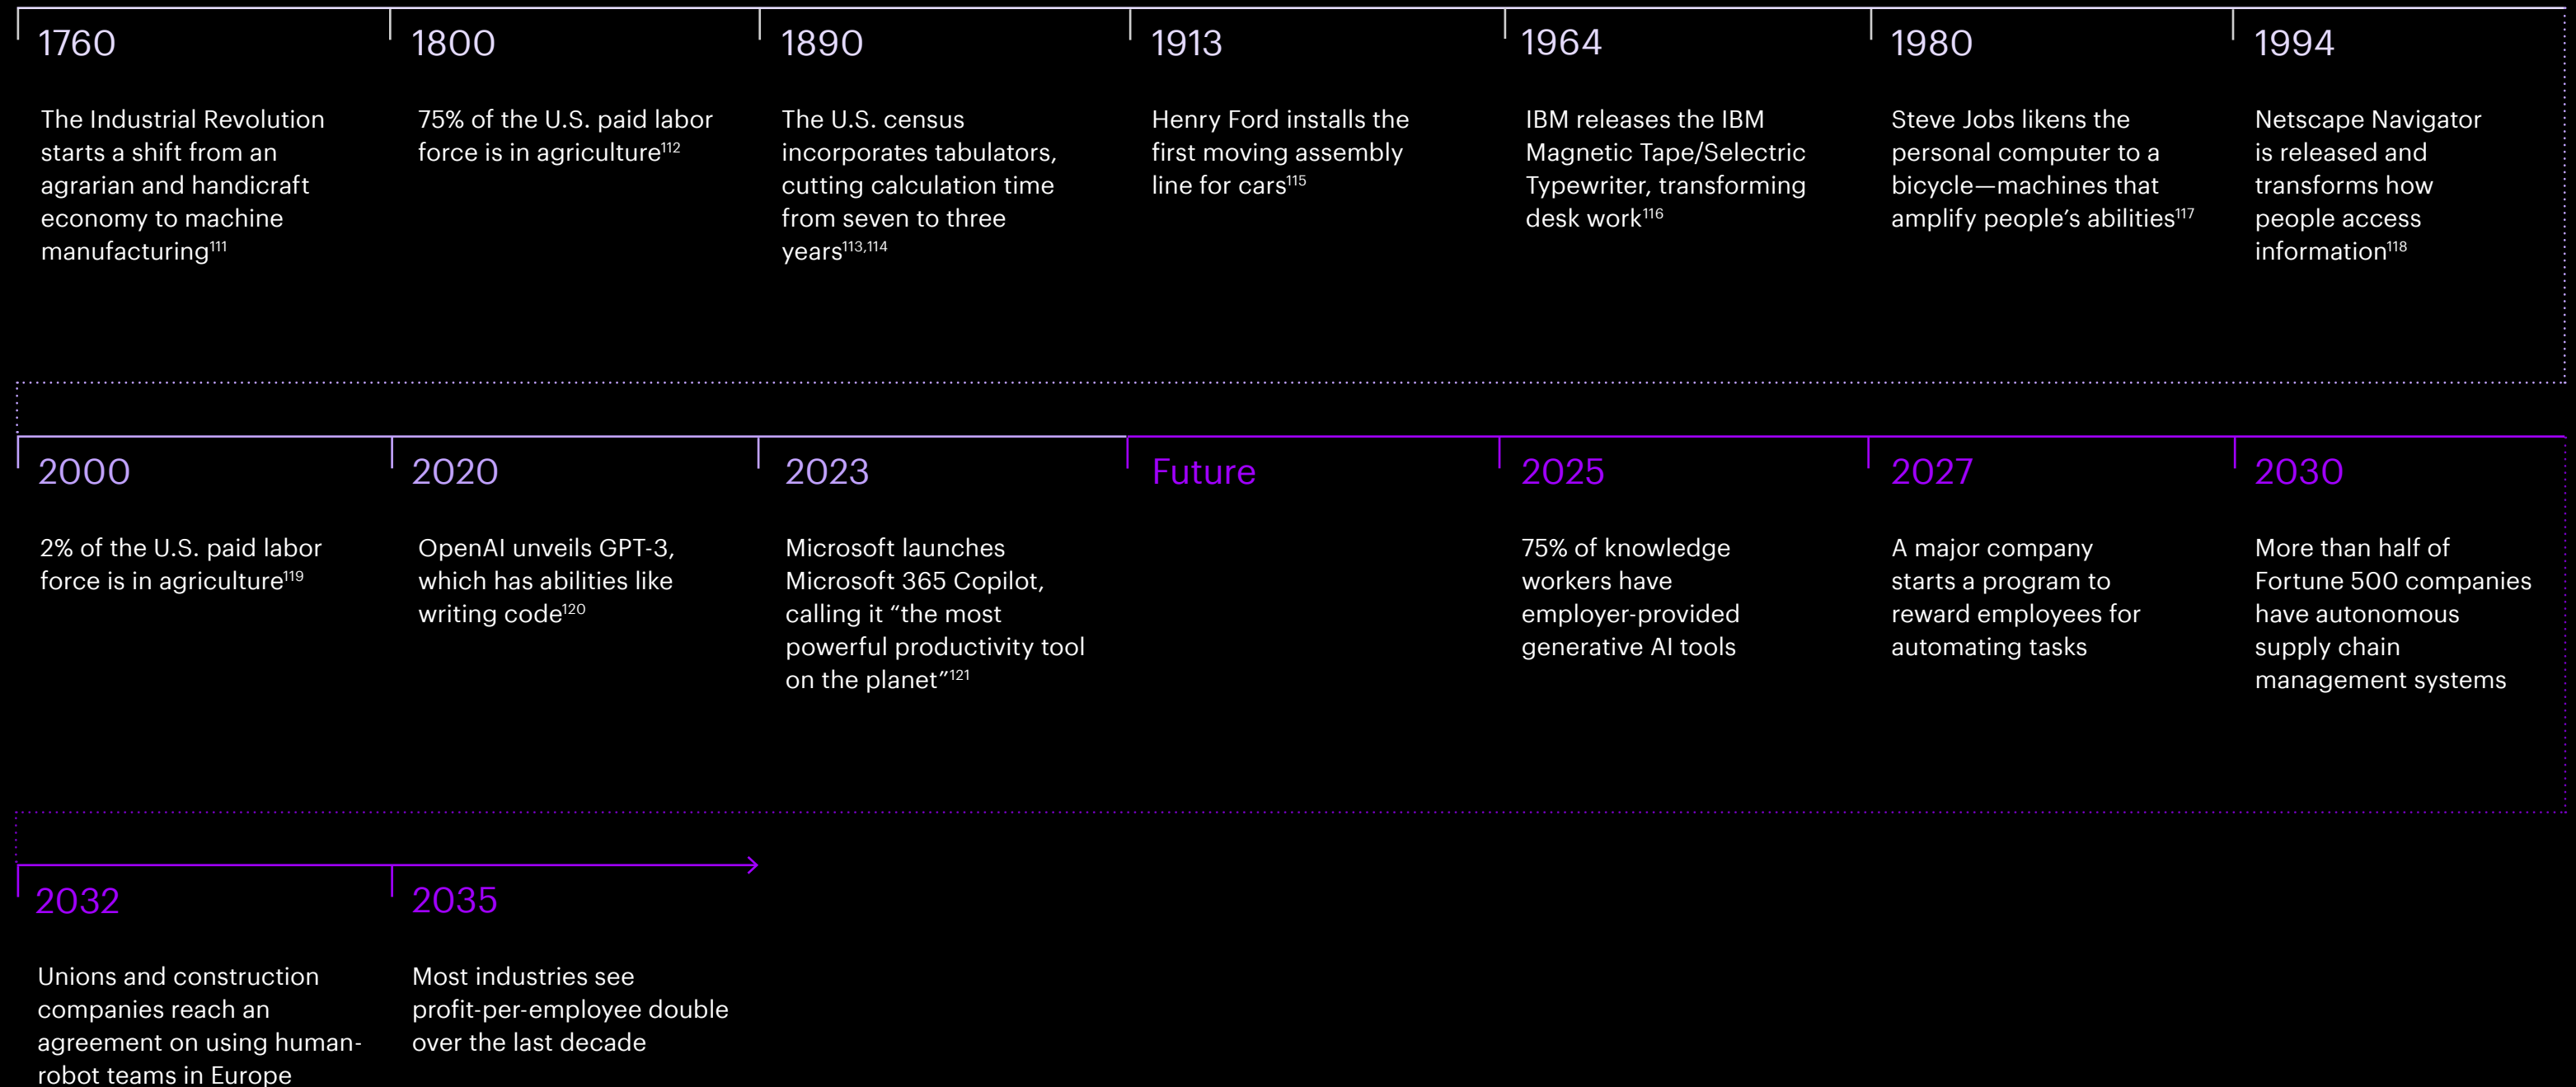 1760
The Industrial Revolution
starts a shift from an
agrarian and handicraft
economy to machine
manufacturing111
1800
75% of the U.S. paid labor
force is in agriculture112
1890
The U.S. census
incorporates tabulators,
cutting calculation time
from seven to three
years113,114
1913
Henry Ford installs the
first moving assembly
line for cars115
1964
IBM releases the IBM
Magnetic Tape/Selectric
Typewriter, transforming
desk work116
1980
Steve Jobs likens the
personal computer to a
bicycle—machines that
amplify people’s abilities117
1994
Netscape Navigator
is released and
transforms how
people access
information118
2000
2% of the U.S. paid labor
force is in agriculture119
2020
OpenAI unveils GPT-3,
which has abilities like
writing code120
2023
Microsoft launches
Microsoft 365 Copilot,
calling it “the most
powerful productivity tool
on the planet”121
Future
2025
75% of knowledge
workers have
employer-provided
generative AI tools
2027
A major company
starts a program to
reward employees for
automating tasks
2030
More than half of
Fortune 500 companies
have autonomous
supply chain
management systems
2032
Unions and construction
companies reach an
agreement on using human-
robot teams in Europe
2035
Most industries see
profit-per-employee double
over the last decade